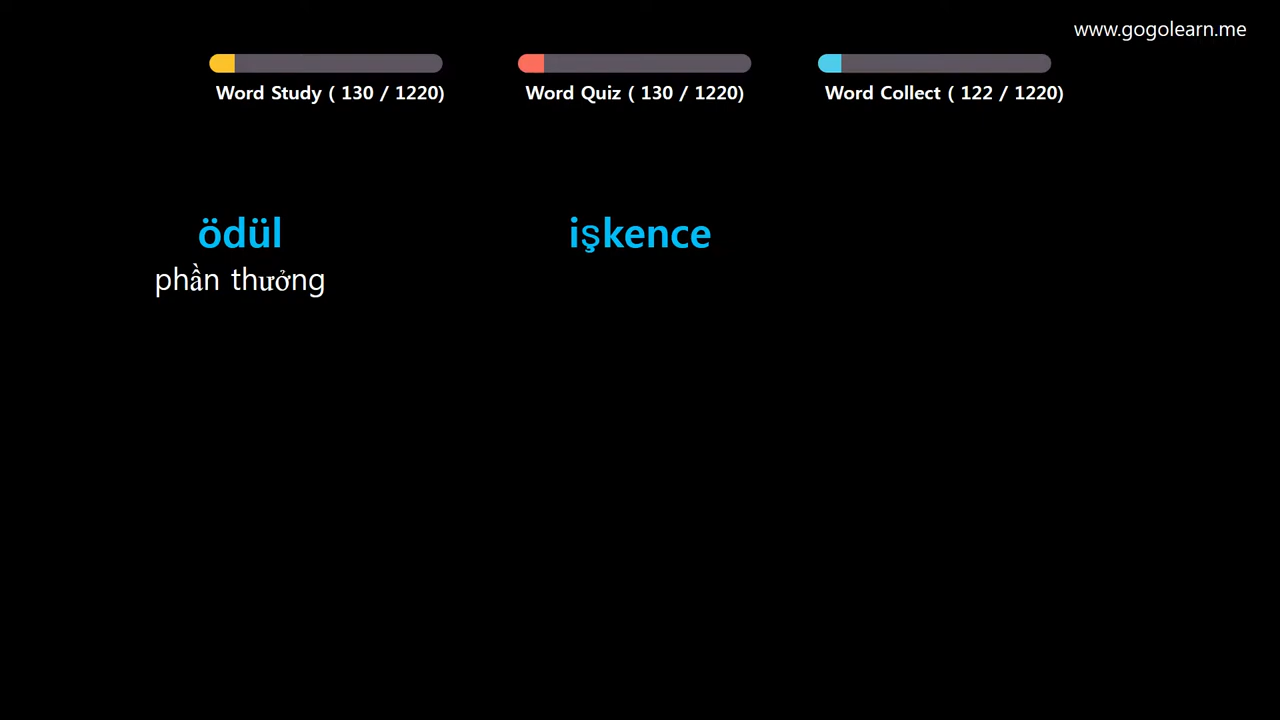 www.gogolearn.me
Word Study ( 130 / 1220)
Word Quiz ( 130 / 1220)
Word Collect ( 122 / 1220)
ödül
phần thưởng
işkence